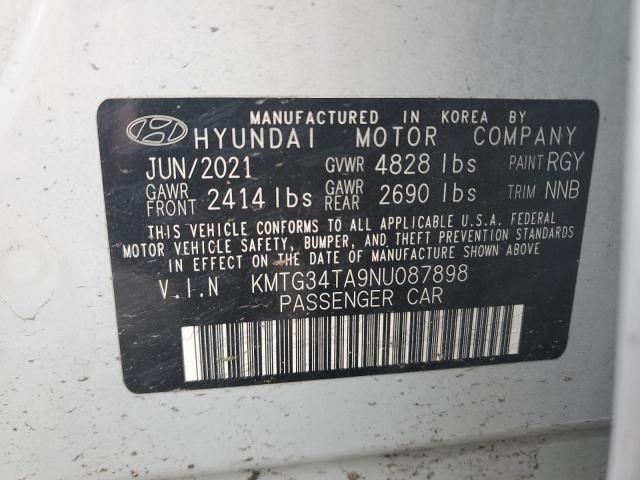 MANUFACTURED IN KOREA BY
HYUNDAI MOTOR COMPANY
JUN/2021 GVWR 4828 lbs PAINT RGY
GAWR FRONT 2414 lbs GAWR REAR 2690 lbs TRIM NNB
THIS VEHICLE CONFORMS TO ALL APPLICABLE U.S.A. FEDERAL
MOTOR VEHICLE SAFETY, BUMPER, AND THEFT PREVENTION STANDARDS
IN EFFECT ON THE DATE OF MANUFACTURE SHOWN ABOVE.
V.I.N KMTG34TA9NU087898
PASSENGER CAR